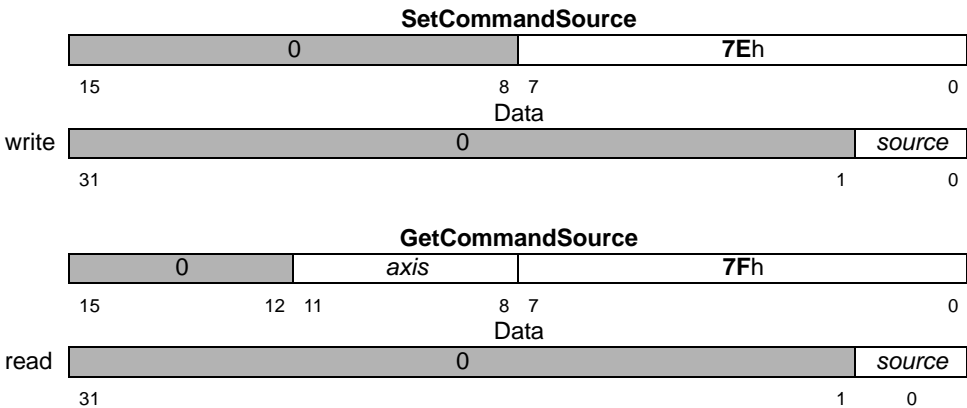 SetCommandSource
0 7Eh
15 8 7 0
Data
write 0 source
31 1 0
GetCommandSource
0 axis 7Fh
15 12 11 8 7 0
Data
read 0 source
31 1 0